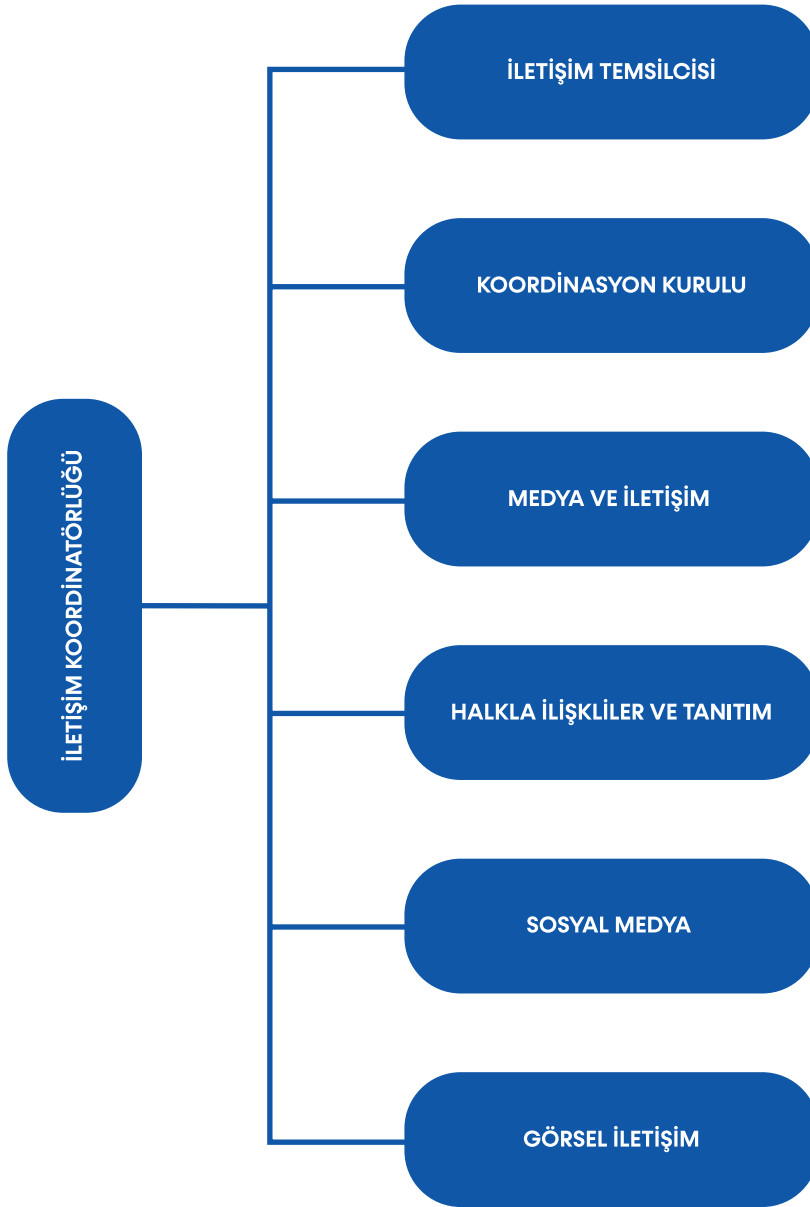 İLETİŞİM KOORDİNATÖRLÜĞÜ
İLETİŞİM TEMSİLCİSİ
KOORDİNASYON KURULU
MEDYA VE İLETİŞİM
HALKLA İLİŞKLİLER VE TANITIM
SOSYAL MEDYA
GÖRSEL İLETİŞİM